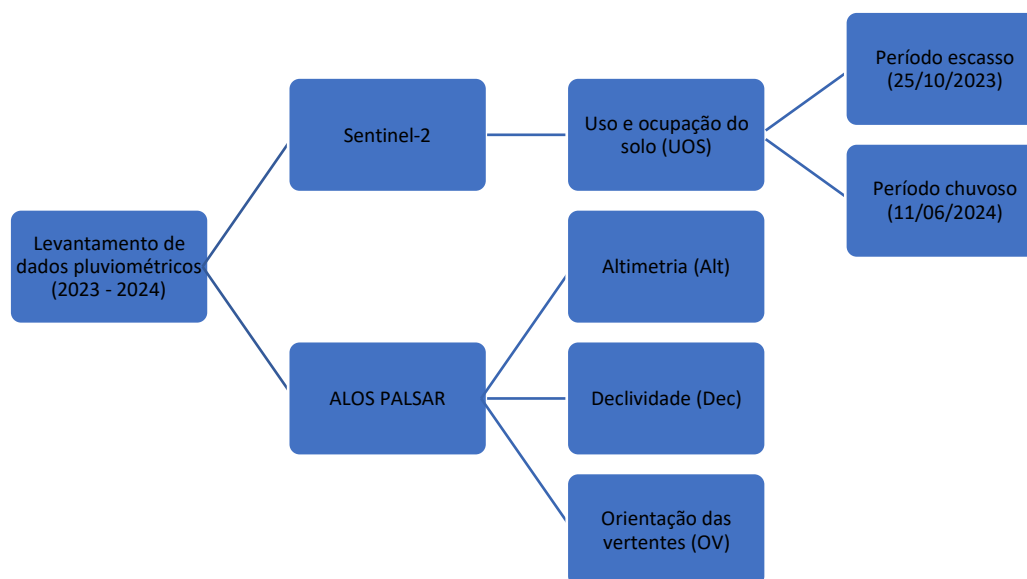 Levantamento de
dados pluviométricos
(2023 - 2024)
Sentinel-2
Uso e ocupação do
solo (UOS)
Período escasso
(25/10/2023)
Período chuvoso
(11/06/2024)
ALOS PALSAR
Altimetria (Alt)
Declividade (Dec)
Orientação das
vertentes (OV)